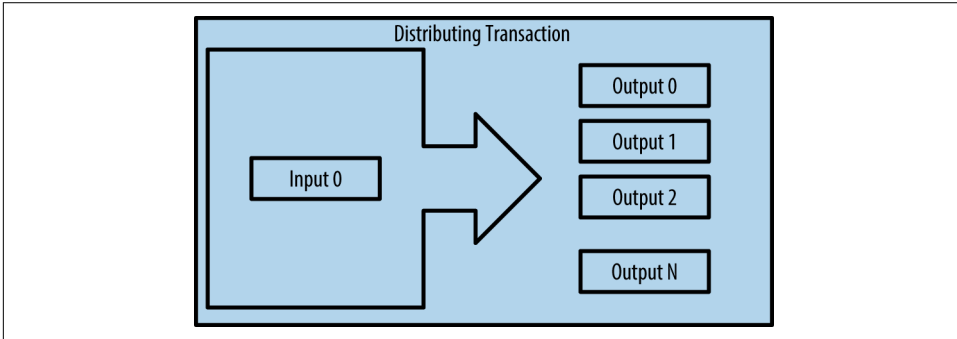 Distributing Transaction
Input 0
Output 0
Output 1
Output 2
Output N